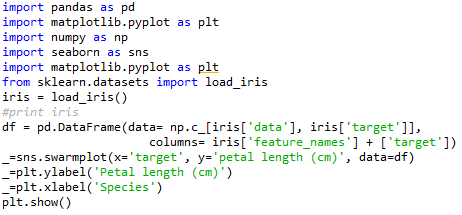 import pandas as pd
import matplotlib.pyplot as plt
import numpy as np
import seaborn as sns
import matplotlib.pyplot as plt
from sklearn.datasets import load_iris
iris = load_iris()
#print iris
df = pd.DataFrame(data= np.c_[iris['data'], iris['target']],
columns= iris['feature_names'] + ['target'])
_=sns.swarmplot(x='target', y='petal length (cm)', data=df)
_=plt.ylabel('Petal length (cm)')
_=plt.xlabel('Species')
plt.show()